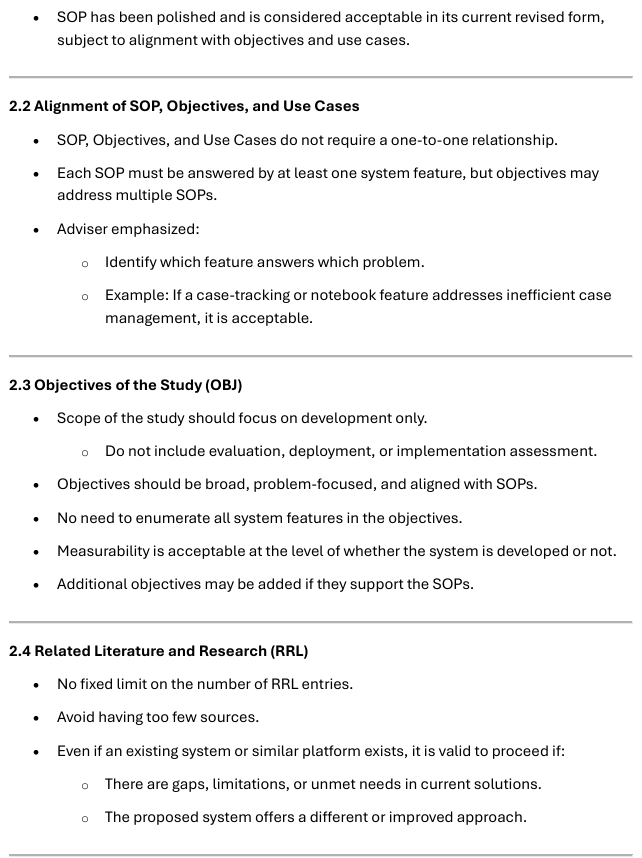 • SOP has been polished and is considered acceptable in its current revised form,
subject to alignment with objectives and use cases.
2.2 Alignment of SOP, Objectives, and Use Cases
• SOP, Objectives, and Use Cases do not require a one-to-one relationship.
• Each SOP must be answered by at least one system feature, but objectives may
address multiple SOPs.
• Adviser emphasized:
o Identify which feature answers which problem.
o Example: If a case-tracking or notebook feature addresses inefficient case
management, it is acceptable.
2.3 Objectives of the Study (OBJ)
• Scope of the study should focus on development only.
o Do not include evaluation, deployment, or implementation assessment.
• Objectives should be broad, problem-focused, and aligned with SOPs.
• No need to enumerate all system features in the objectives.
• Measurability is acceptable at the level of whether the system is developed or not.
• Additional objectives may be added if they support the SOPs.
2.4 Related Literature and Research (RRL)
• No fixed limit on the number of RRL entries.
• Avoid having too few sources.
• Even if an existing system or similar platform exists, it is valid to proceed if:
o There are gaps, limitations, or unmet needs in current solutions.
o The proposed system offers a different or improved approach.